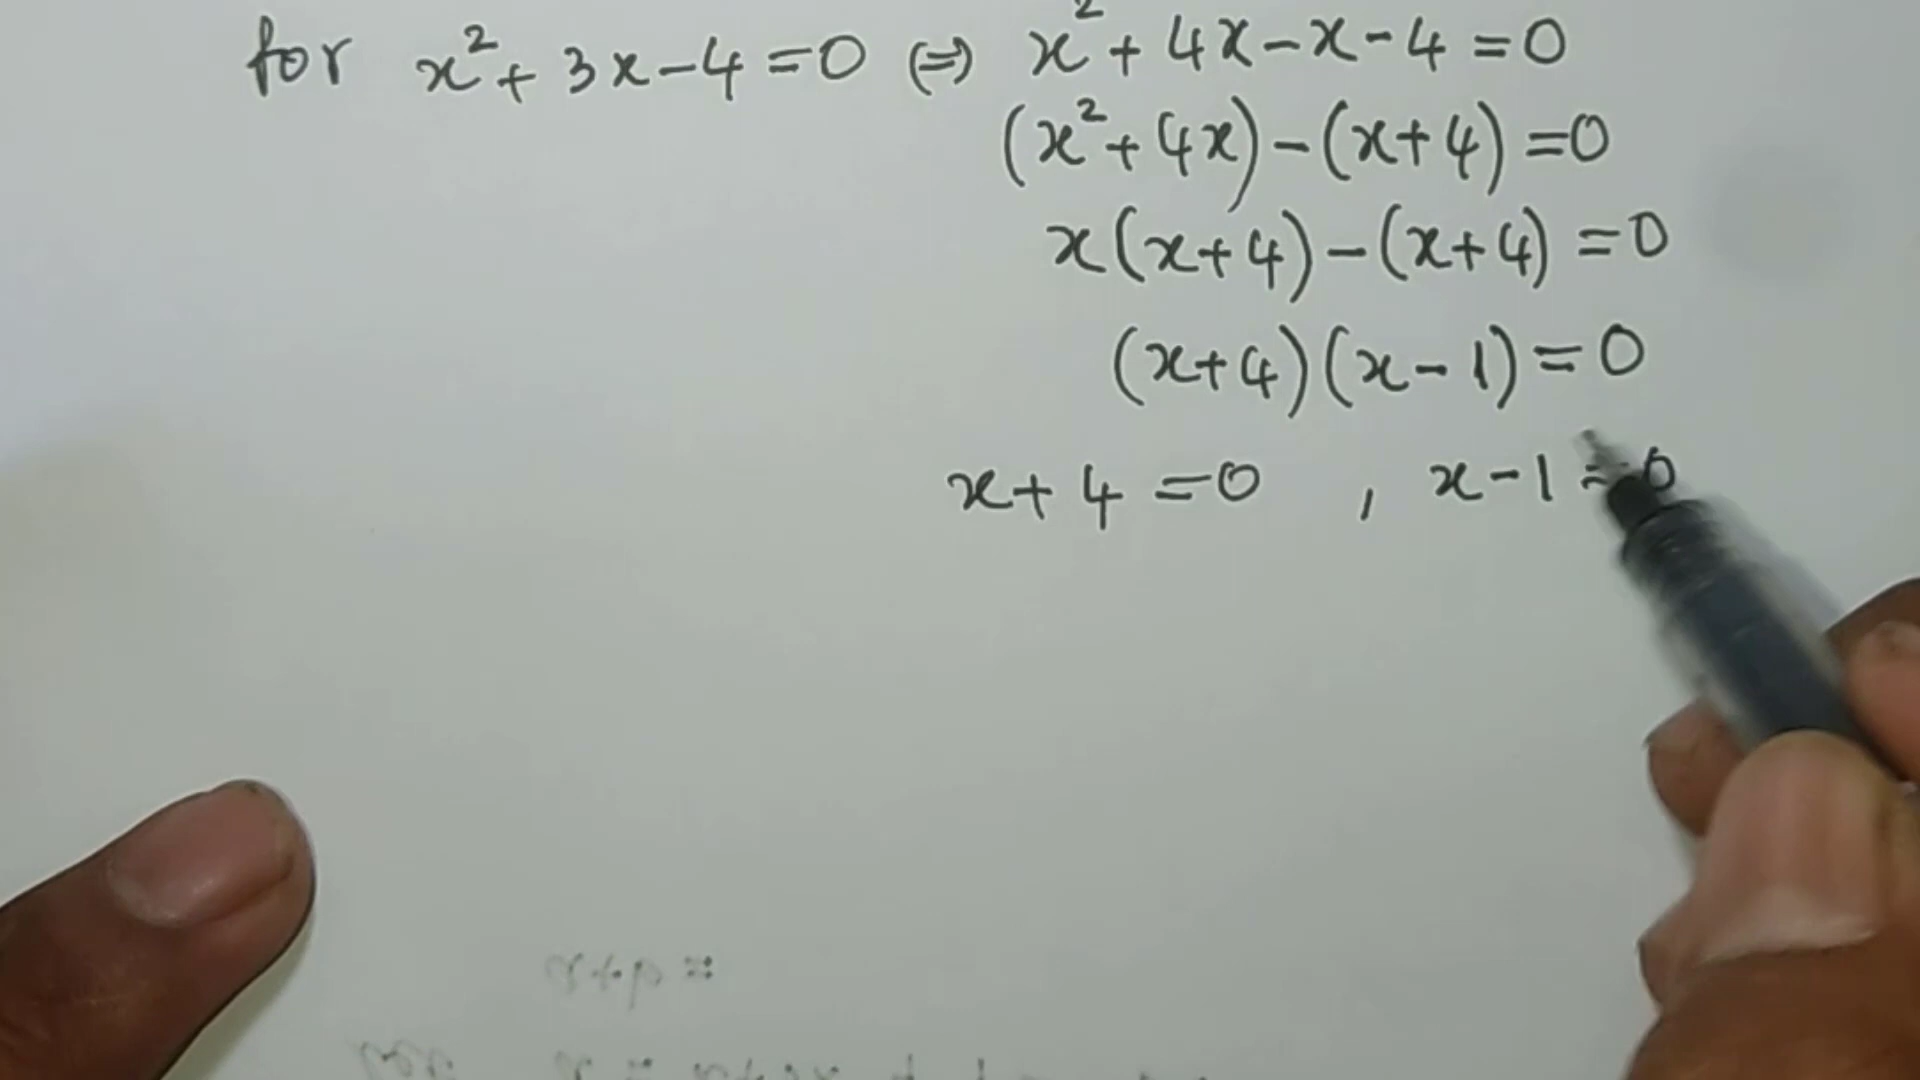 for x² + 3x - 4 = 0 ⇔ x² + 4x - x - 4 = 0
(x² + 4x) - (x + 4) = 0
x(x + 4) - (x + 4) = 0
(x + 4)(x - 1) = 0
x + 4 = 0 , x - 1 = 0